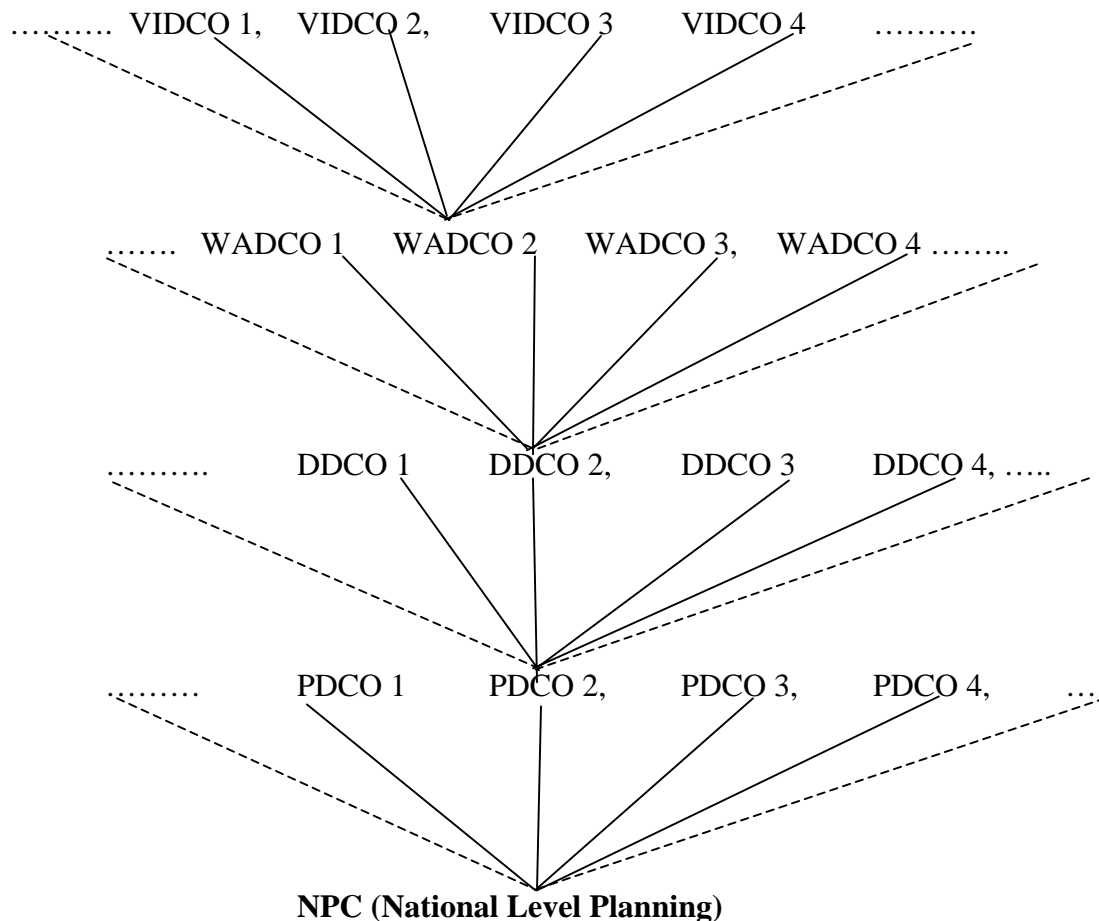 ………. VIDCO 1, VIDCO 2, VIDCO 3 VIDCO 4 ……….
……. WADCO 1 WADCO 2 WADCO 3, WADCO 4 ……..
………. DDCO 1 DDCO 2, DDCO 3 DDCO 4, …..
……… PDCO 1 PDCO 2, PDCO 3, PDCO 4, …
NPC (National Level Planning)